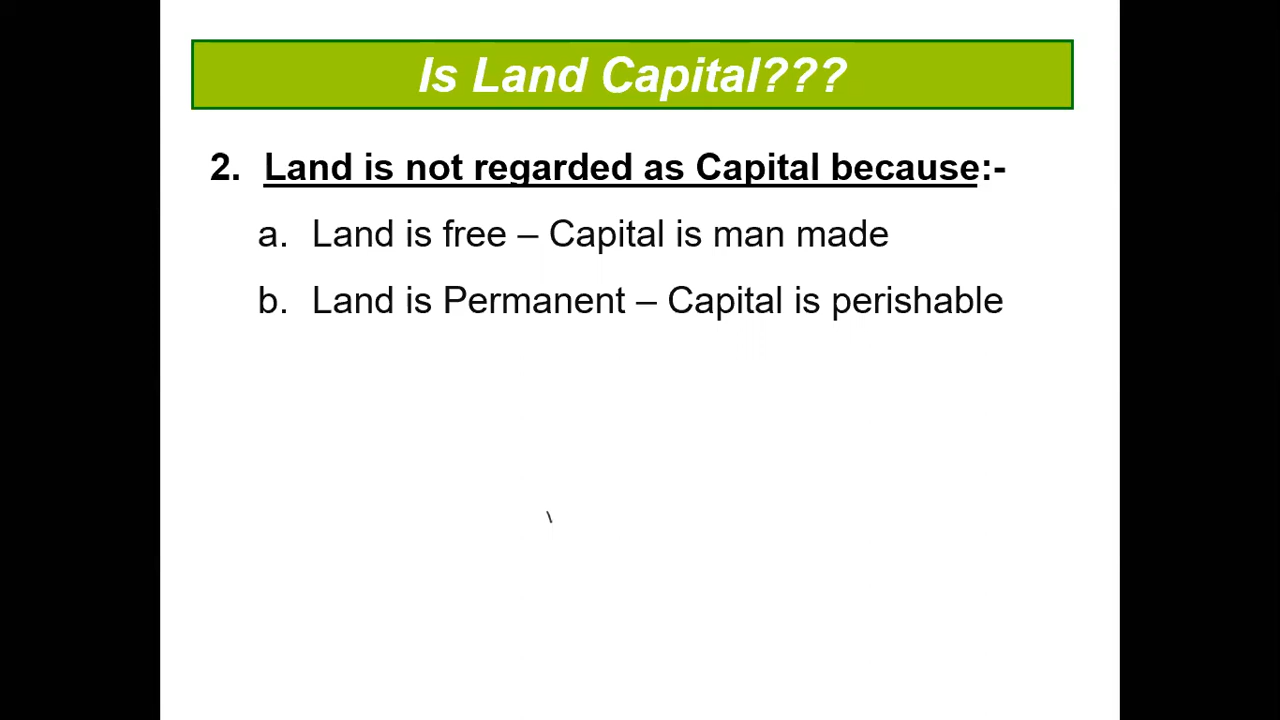 Is Land Capital???
2. Land is not regarded as Capital because:-
a. Land is free – Capital is man made
b. Land is Permanent – Capital is perishable